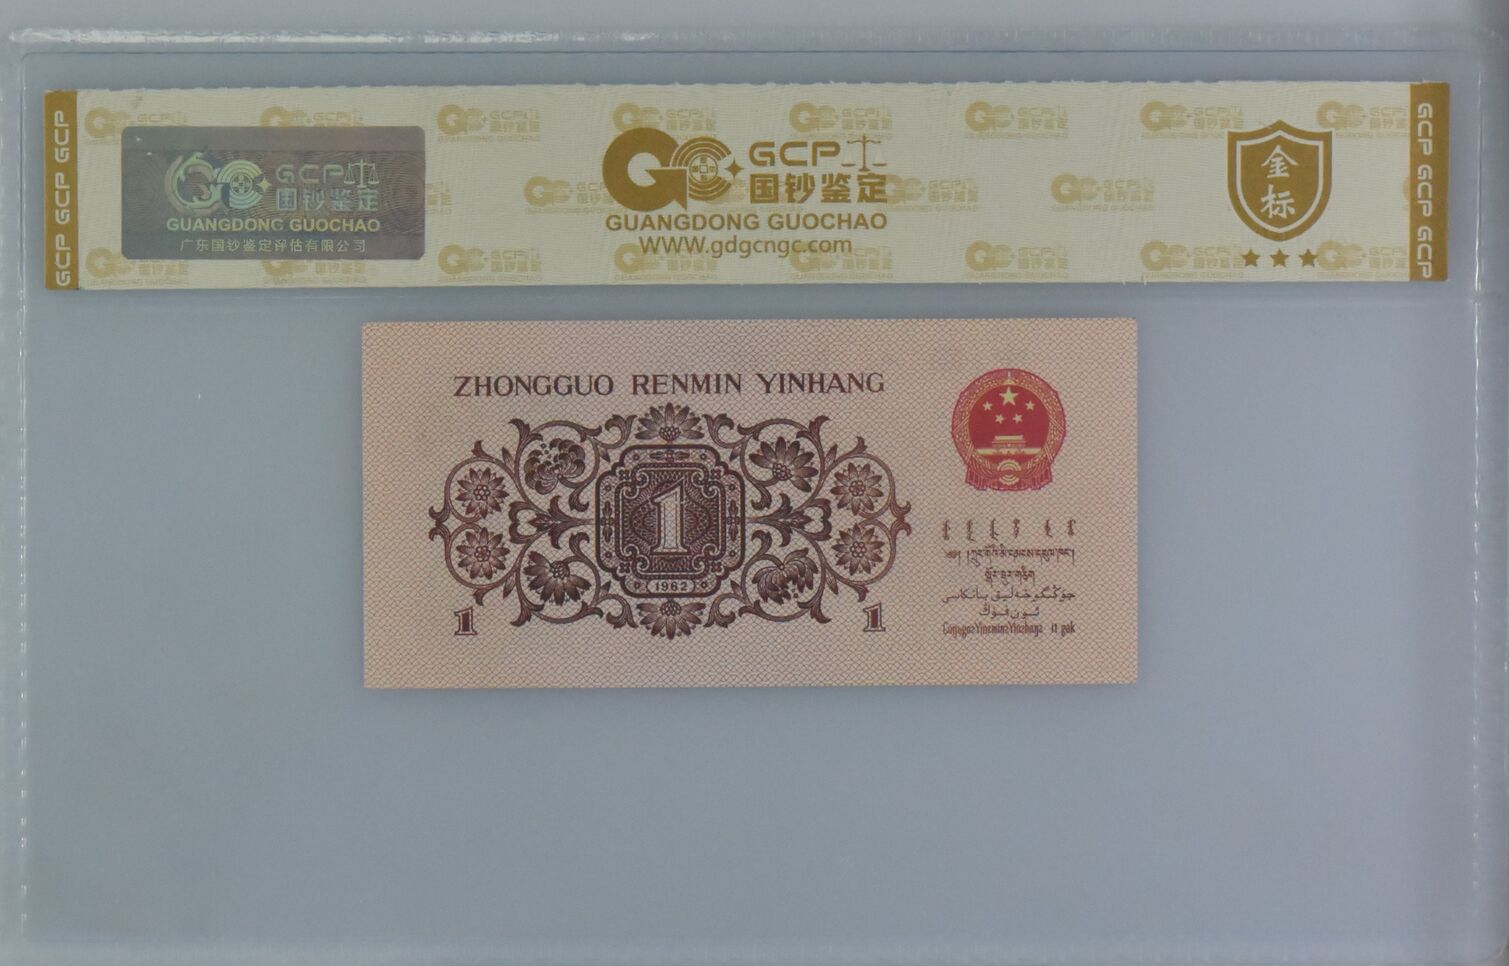 GCP GCP GCP
GCP
国钞鉴定
GUANGDONG GUOCHAO
广东国钞鉴定评估有限公司
GCP
国钞鉴定
GUANGDONG GUOCHAO
WWW.gdgcngc.com
金
标
GCP GCP GCP
ZHONGGUO RENMIN YINHANG
1
1962
1
1